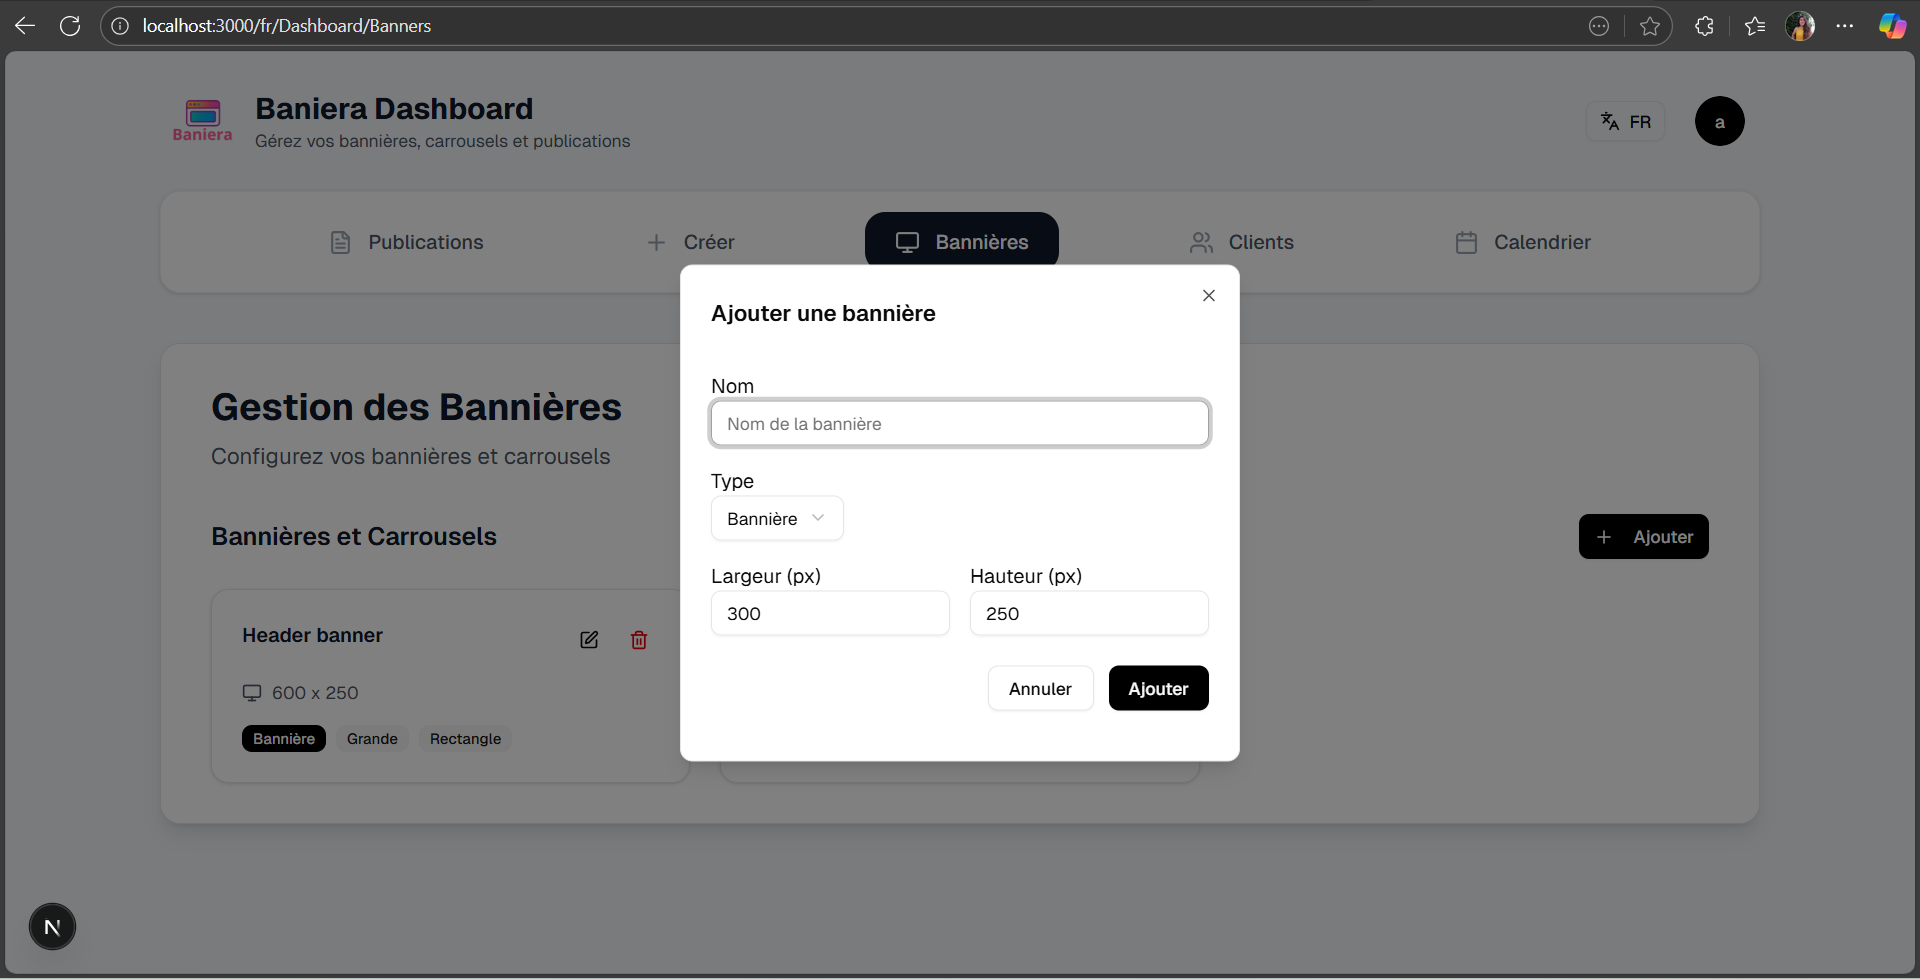 localhost:3000/fr/Dashboard/Banners
Baniera
Baniera Dashboard
Gérez vos bannières, carrousels et publications
FR
a
Publications
Créer
Bannières
Clients
Calendrier
Gestion des Bannières
Configurez vos bannières et carrousels
Bannières et Carrousels
Ajouter
Header banner
600 x 250
Bannière Grande Rectangle
Ajouter une bannière
Nom
Nom de la bannière
Type
Bannière
Largeur (px) Hauteur (px)
300 250
Annuler Ajouter
N